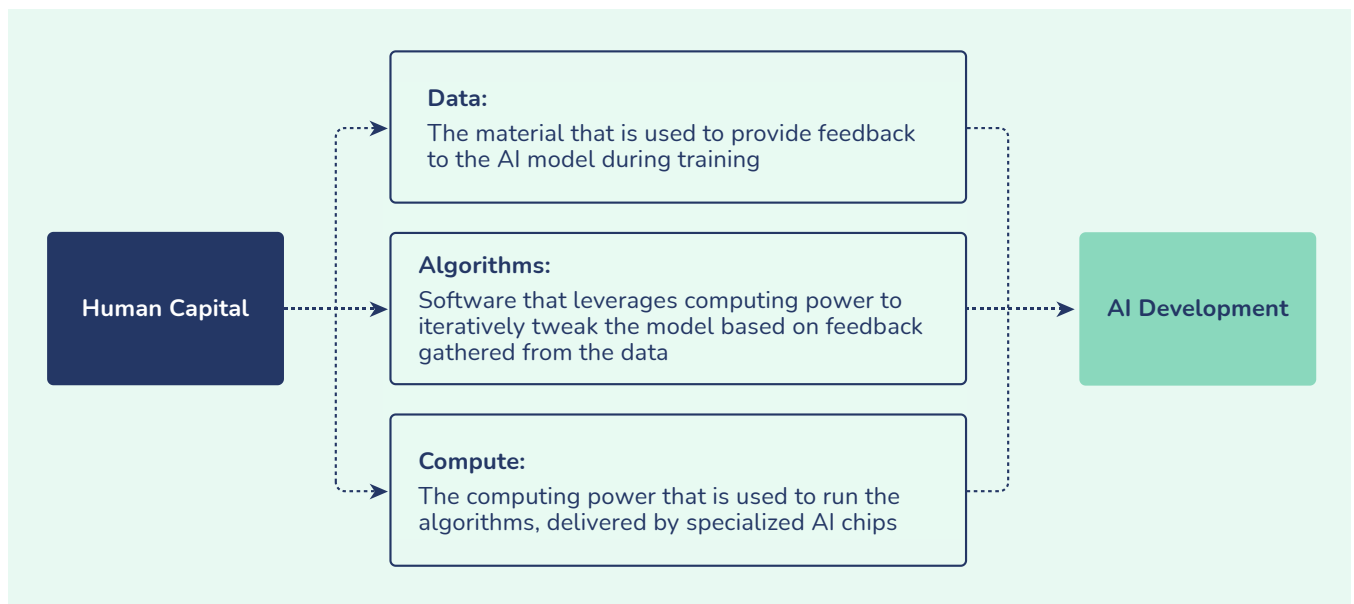 Human Capital
Data:
The material that is used to provide feedback
to the AI model during training
Algorithms:
Software that leverages computing power to
iteratively tweak the model based on feedback
gathered from the data
Compute:
The computing power that is used to run the
algorithms, delivered by specialized AI chips
AI Development